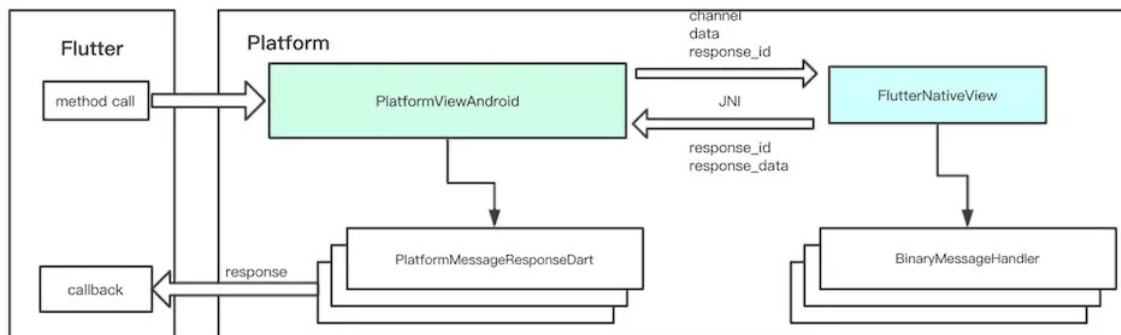 Flutter
Platform
method call
PlatformViewAndroid
channel
data
response_id
JNI
response_id
response_data
FlutterNativeView
PlatformMessageResponseDart
BinaryMessageHandler
response
callback